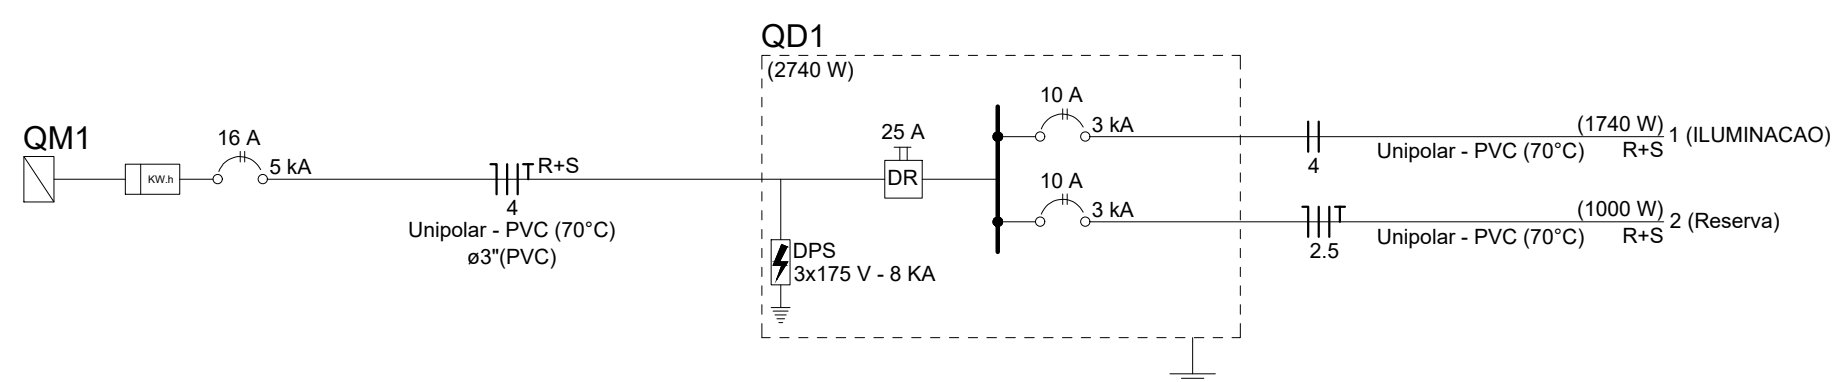 QD1
(2740 W)
QM1
KW.h
16 A
5 kA
R+S
4
Unipolar - PVC (70°C)
ø3"(PVC)
DPS
3x175 V - 8 KA
25 A
DR
10 A
3 kA
4
Unipolar - PVC (70°C)
(1740 W)
R+S
1 (ILUMINACAO)
10 A
3 kA
2.5
Unipolar - PVC (70°C)
(1000 W)
R+S
2 (Reserva)